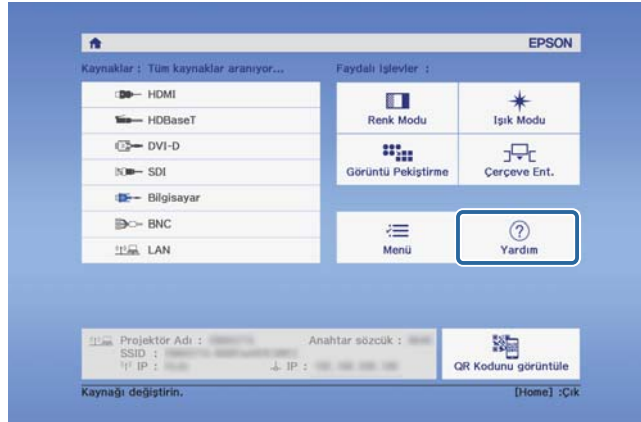 EPSON
Kaynaklar : Tüm kaynaklar aranıyor...
HDMI
HDBaseT
DVI-D
SDI
Bilgisayar
BNC
LAN
Faydalı İşlevler :
Renk Modu
Işık Modu
Görüntü Pekiştirme
Çerçeve Ent.
Menü
Yardım
Projektör Adı :
Anahtar sözcük :
SSID :
IP :
IP :
QR Kodunu görüntüle
Kaynağı değiştirin.
[Home] :Çık